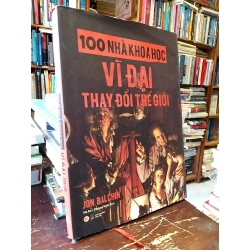 100 NHÀ KHOA HỌC
VĨ ĐẠI
THAY ĐỔI THẾ GIỚI
JON BALCHIN